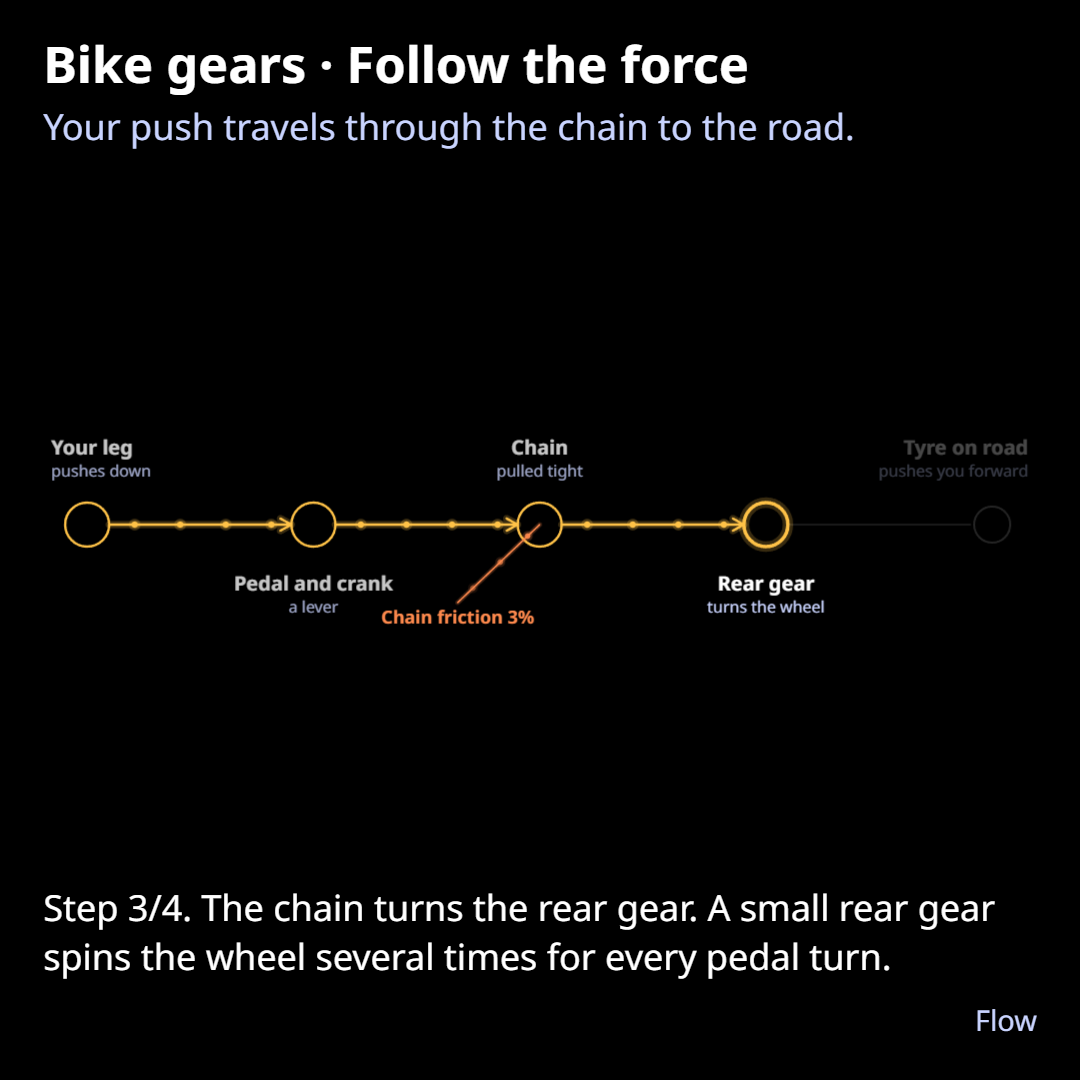 Bike gears · Follow the force
Your push travels through the chain to the road.
Your leg
pushes down
Chain
pulled tight
Tyre on road
pushes you forward
Pedal and crank
a lever
Chain friction 3%
Rear gear
turns the wheel
Step 3/4. The chain turns the rear gear. A small rear gear
spins the wheel several times for every pedal turn.
Flow